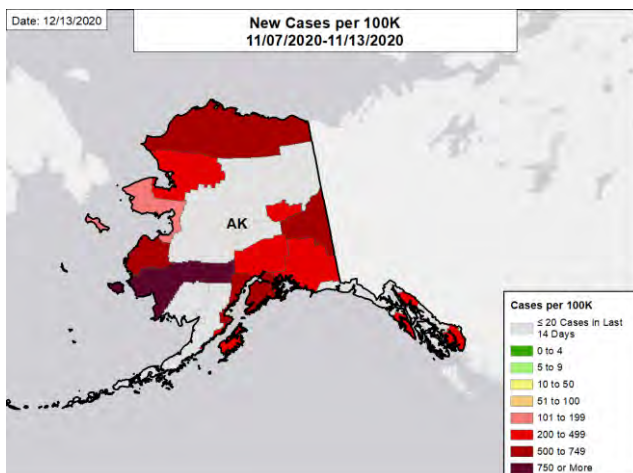 Date: 12/13/2020
New Cases per 100K
11/07/2020-11/13/2020
AK
Cases per 100K
≤ 20 Cases in Last
14 Days
0 to 4
5 to 9
10 to 50
51 to 100
101 to 199
200 to 499
500 to 749
750 or More